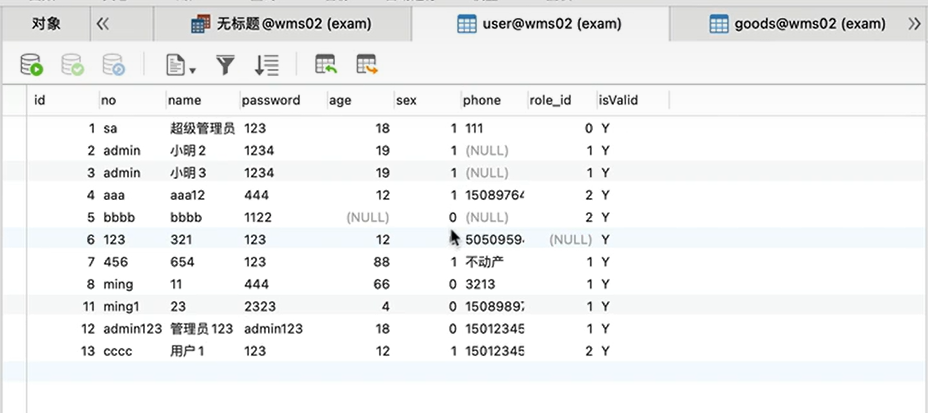 对象 无标题@wms02 (exam) user@wms02 (exam) goods@wms02 (exam)
id no name password age sex phone role_id isValid
1 sa 超级管理员 123 18 1 111 0 Y
2 admin 小明2 1234 19 1 (NULL) 1 Y
3 admin 小明3 1234 19 1 (NULL) 1 Y
4 aaa aaa12 444 12 1 15089764 2 Y
5 bbbb bbbb 1122 (NULL) 0 (NULL) 2 Y
6 123 321 123 12 5050959 (NULL) Y
7 456 654 123 88 1 不动产 1 Y
8 ming 11 444 66 0 3213 1 Y
11 ming1 23 2323 4 0 1508989 1 Y
12 admin123 管理员123 admin123 18 0 15012345 1 Y
13 cccc 用户1 123 12 1 15012345 2 Y